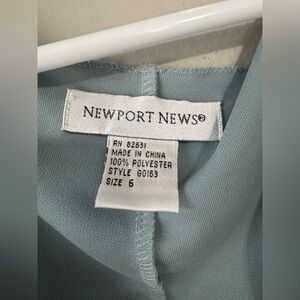 NEWPORT NEWS®
RN 82631
MADE IN CHINA
100% POLYESTER
STYLE G0163
SIZE 6